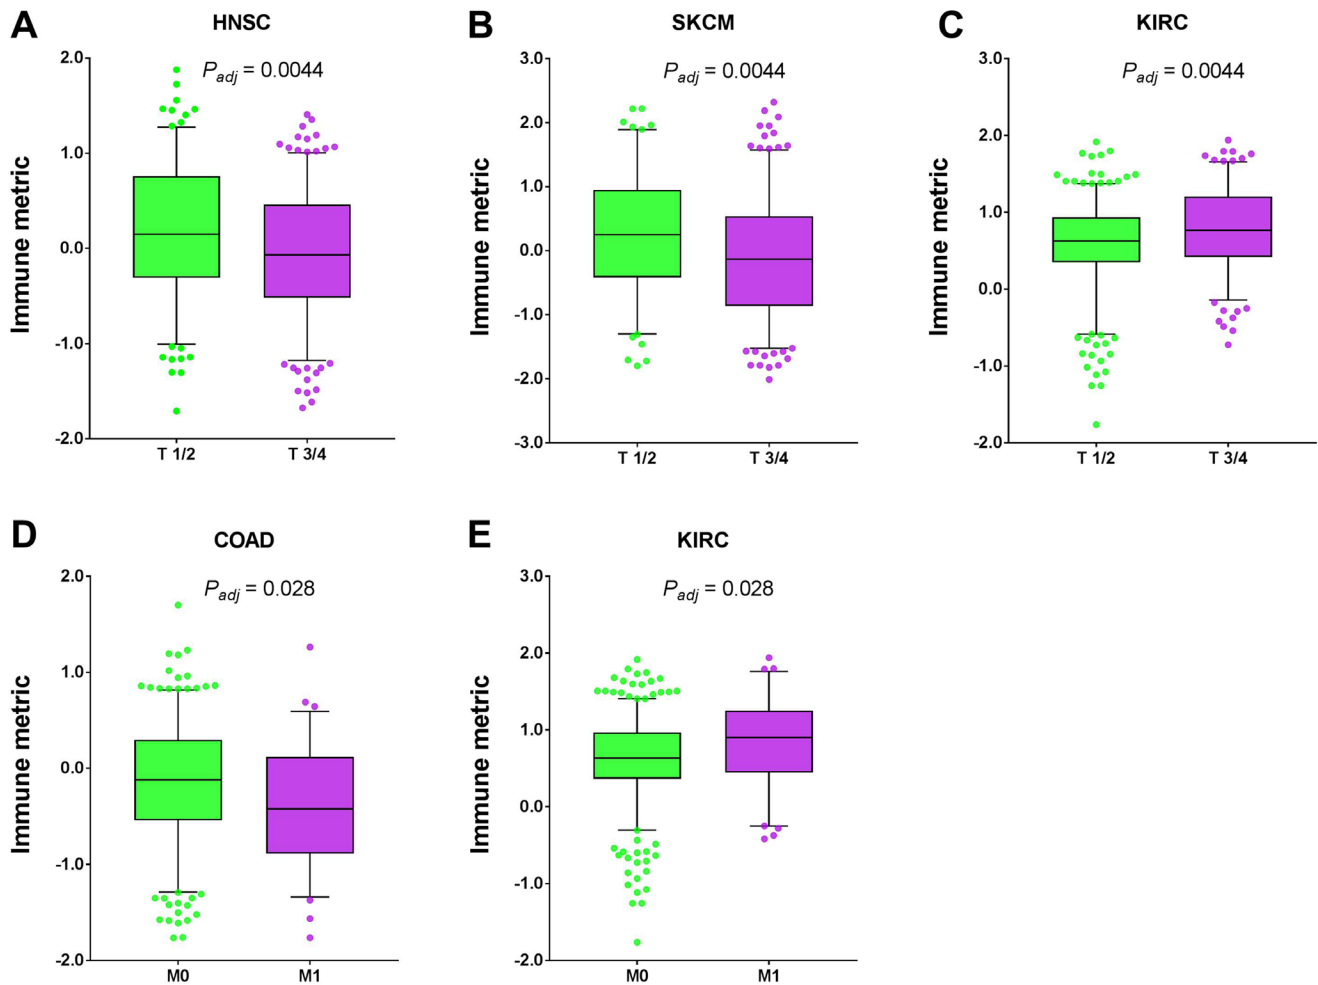 A
HNSC
P_adj = 0.0044
Immune metric
2.0
1.0
0.0
-1.0
-2.0
T 1/2 T 3/4
B
SKCM
P_adj = 0.0044
Immune metric
3.0
2.0
1.0
0.0
-1.0
-2.0
-3.0
T 1/2 T 3/4
C
KIRC
P_adj = 0.0044
Immune metric
3.0
2.0
1.0
0.0
-1.0
-2.0
T 1/2 T 3/4
D
COAD
P_adj = 0.028
Immune metric
2.0
1.0
0.0
-1.0
-2.0
M0 M1
E
KIRC
P_adj = 0.028
Immune metric
3.0
2.0
1.0
0.0
-1.0
-2.0
M0 M1